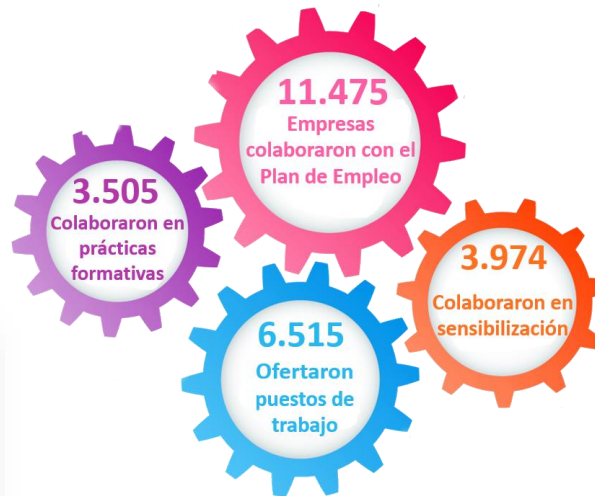 11.475
Empresas
colaboraron con el
Plan de Empleo
3.505
Colaboraron en
prácticas
formativas
3.974
Colaboraron en
sensibilización
6.515
Ofertaron
puestos de
trabajo